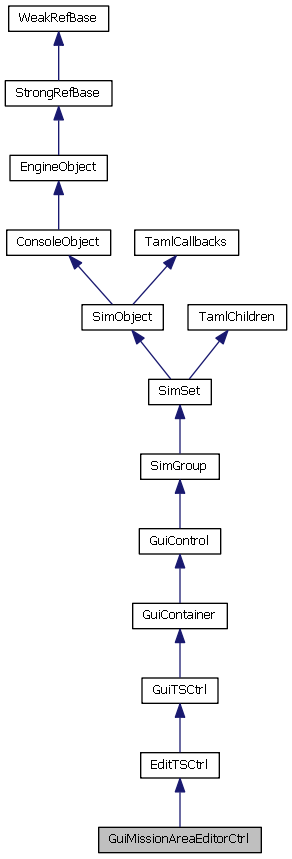 WeakRefBase
StrongRefBase
EngineObject
ConsoleObject
TamlCallbacks
SimObject
TamlChildren
SimSet
SimGroup
GuiControl
GuiContainer
GuiTSCtrl
EditTSCtrl
GuiMissionAreaEditorCtrl